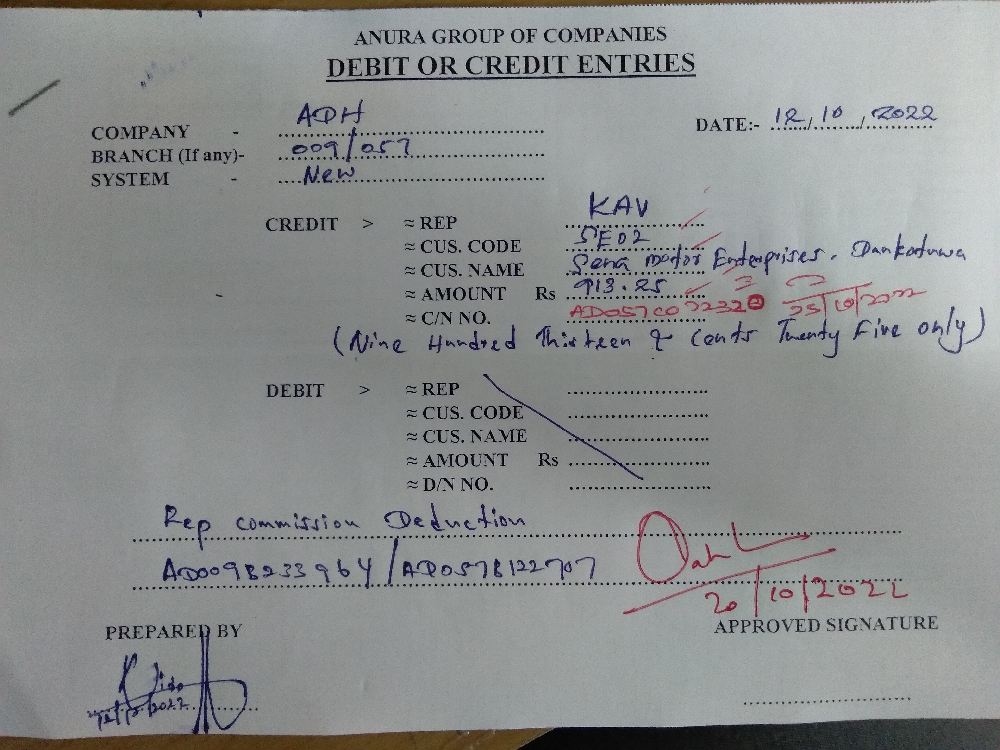 ANURA GROUP OF COMPANIES
DEBIT OR CREDIT ENTRIES
COMPANY - ADH DATE:- 12/10/2022
BRANCH (If any)- 009/057
SYSTEM - New
CREDIT > ≈ REP KAV
≈ CUS. CODE SE02
≈ CUS. NAME Sena Motor Enterprises. Dankotuwa
≈ AMOUNT Rs 913.25
≈ C/N NO. AD057C07232 25/10/2022
(Nine Hundred Thirteen & Cents Twenty Five only)
DEBIT > ≈ REP
≈ CUS. CODE
≈ CUS. NAME
≈ AMOUNT Rs
≈ D/N NO.
Rep commission Deduction
AD009B233964/AD057B122707
20/10/2022
PREPARED BY APPROVED SIGNATURE